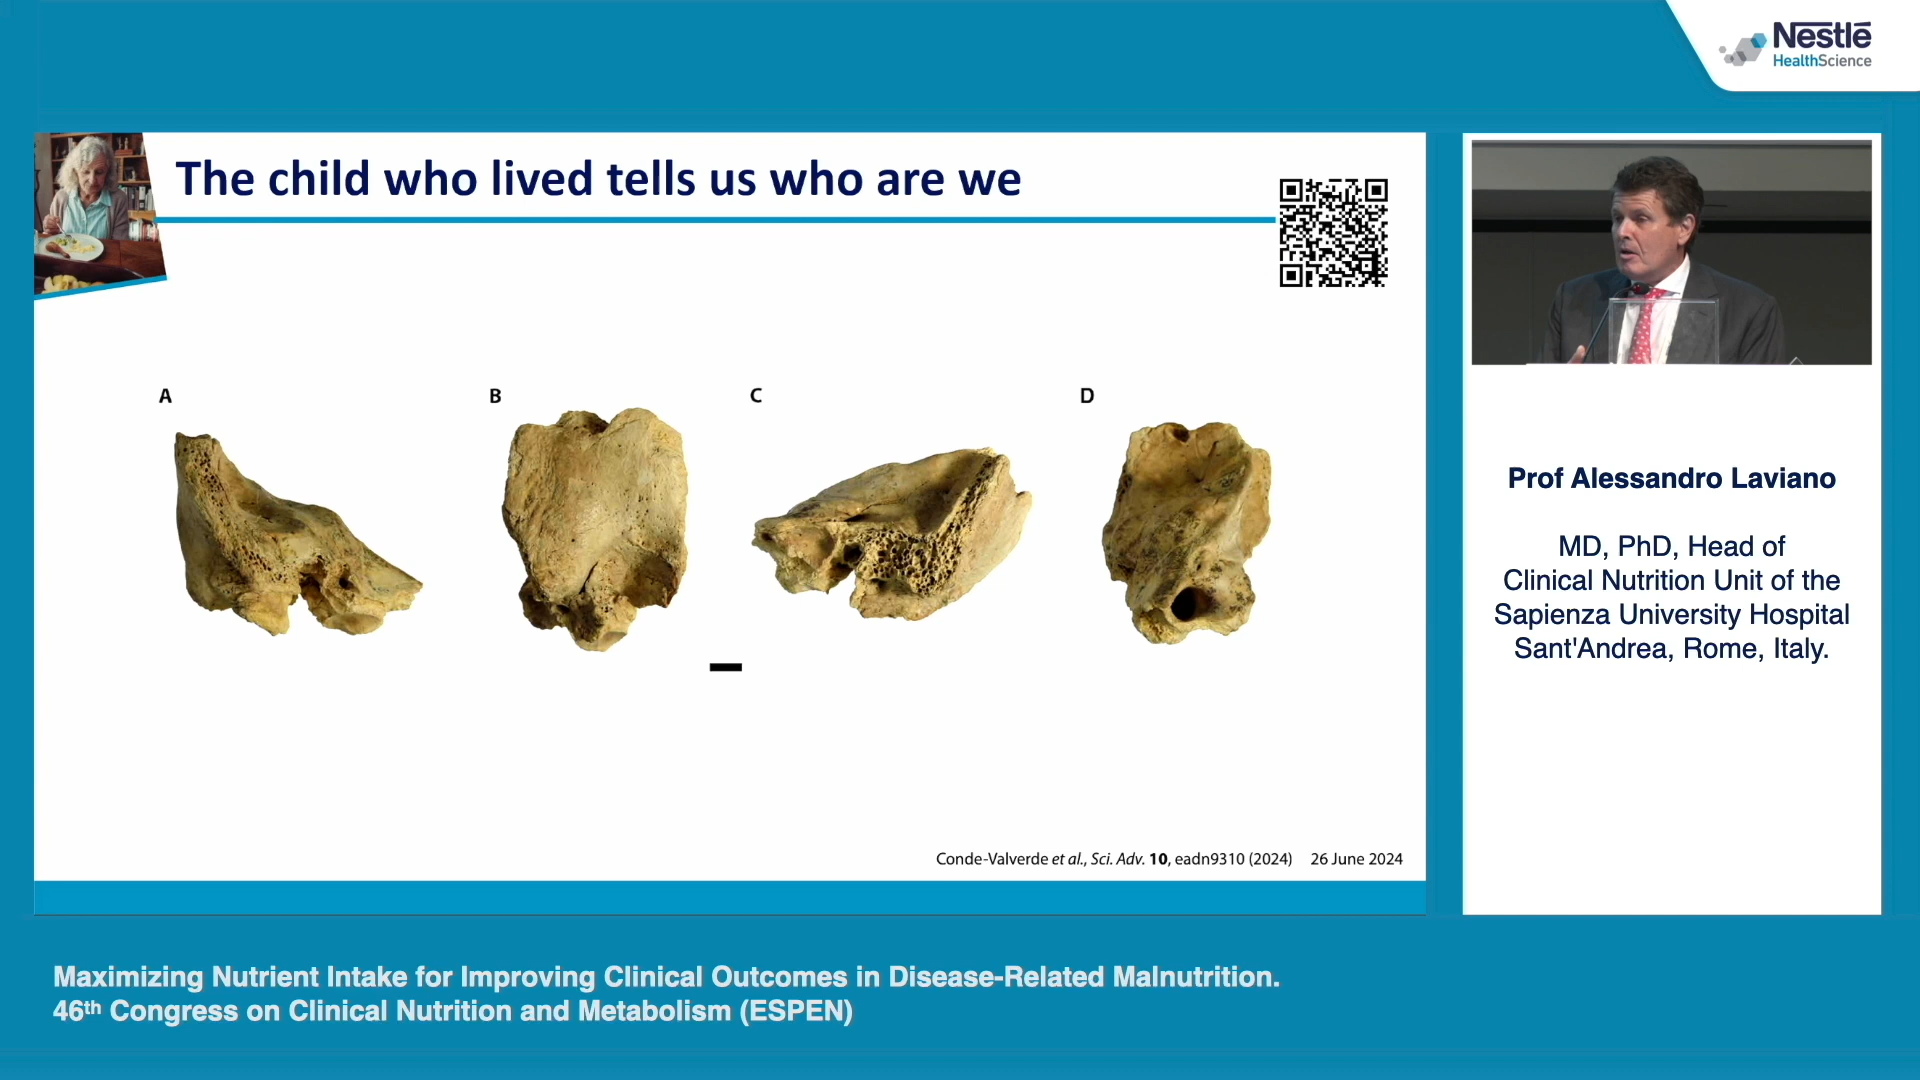 Nestlé
HealthScience
The child who lived tells us who are we
A
B
C
D
Conde-Valverde et al., Sci. Adv. 10, eadn9310 (2024) 26 June 2024
Prof Alessandro Laviano
MD, PhD, Head of
Clinical Nutrition Unit of the
Sapienza University Hospital
Sant'Andrea, Rome, Italy.
Maximizing Nutrient Intake for Improving Clinical Outcomes in Disease-Related Malnutrition.
46th Congress on Clinical Nutrition and Metabolism (ESPEN)